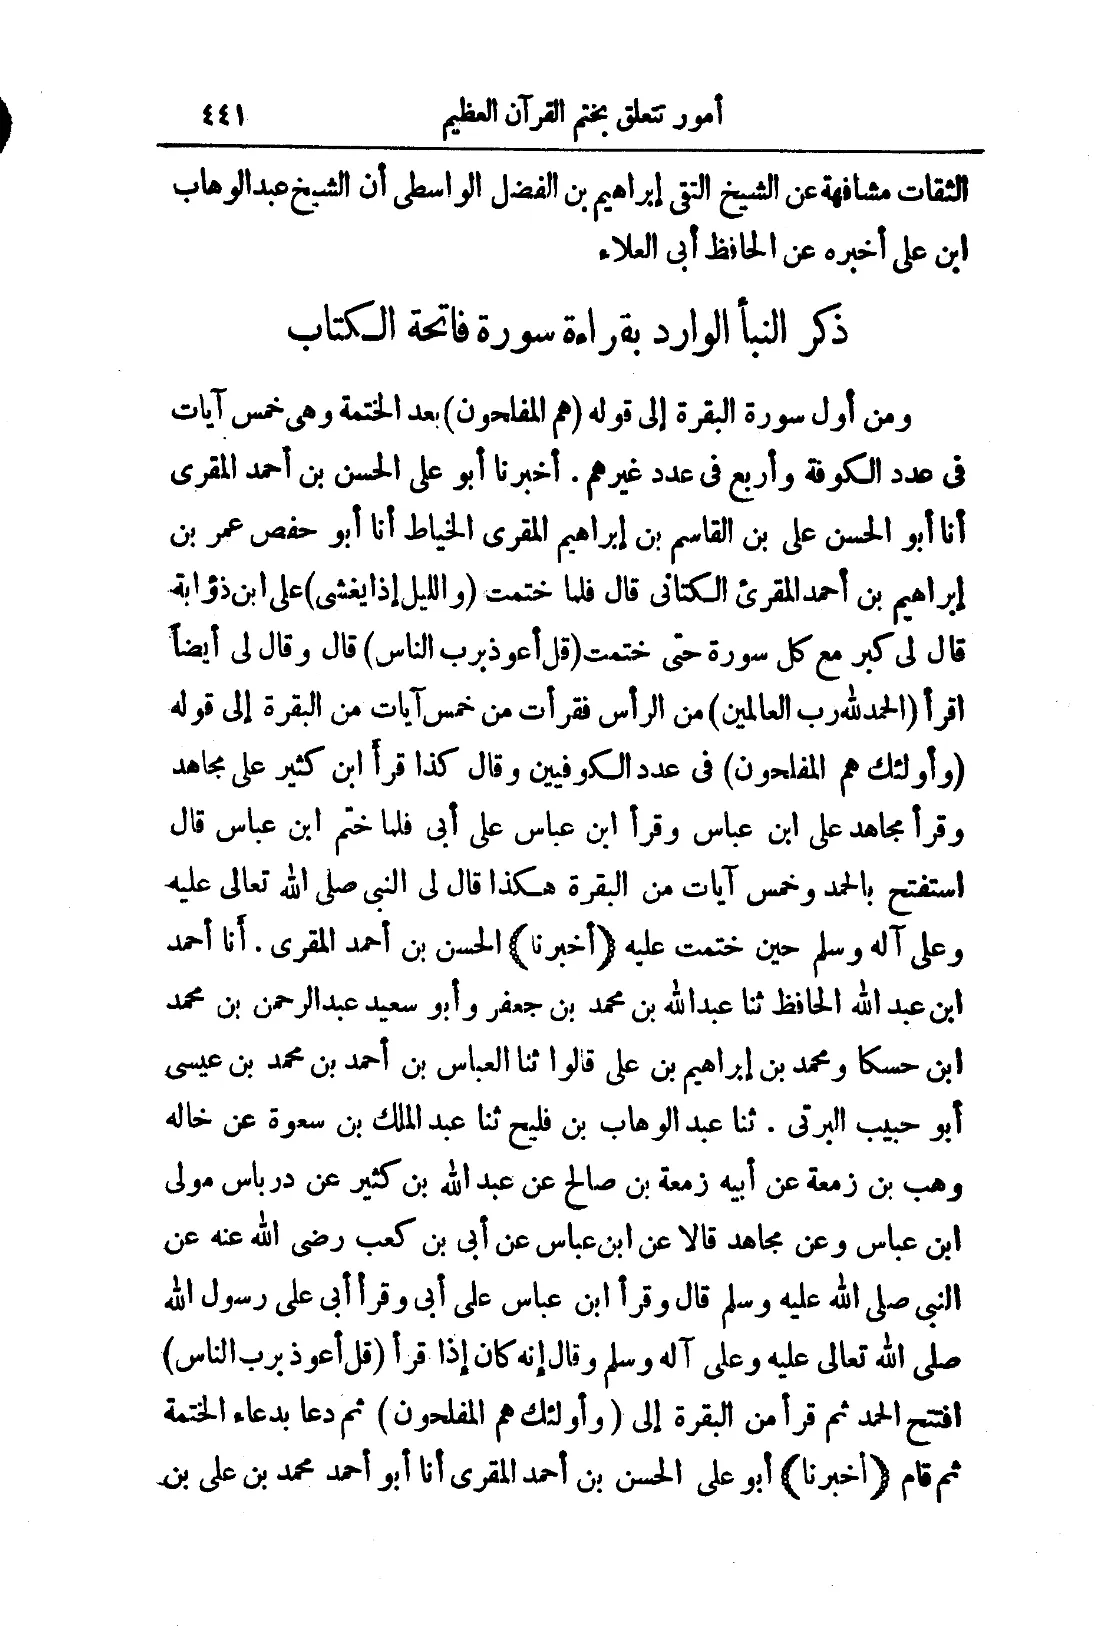 أمور تتعلق بختم القرآن العظيم ٤٤١
الثقات مشافهة عن الشيخ التقى إبراهيم بن الفضل الواسطى أن الشيخ عبد الوهاب
ابن على أخبره عن الحافظ أبى العلاء
ذكر النبأ الوارد بقراءة سورة فاتحة الكتاب
ومن أول سورة البقرة إلى قوله (هم المفلحون) بعد الختمة وهى خمس آيات
فى عدد الكوفة وأربع فى عدد غيرهم . أخبرنا أبو على الحسن بن أحمد المقرى
أنا أبو الحسن على بن القاسم بن إبراهيم المقرى الخياط أنا أبو حفص عمر بن
إبراهيم بن أحمد المقرئ الكتانى قال فلما ختمت (والليل إذا يغشى) على ابن ذؤابة
قال لى كبر مع كل سورة حتى ختمت (قل أعوذ برب الناس) قال وقال لى أيضاً
اقرأ (الحمد لله رب العالمين) من الرأس فقرأت من خمس آيات من البقرة إلى قوله
(وأولئك هم المفلحون) فى عدد الكوفيين وقال كذا قرأ ابن كثير على مجاهد
وقرأ مجاهد على ابن عباس وقرأ ابن عباس على أبى فلما ختم ابن عباس قال
استفتح بالحمد وخمس آيات من البقرة هكذا قال لى النبى صلى الله تعالى عليه
وعلى آله وسلم حين ختمت عليه (أخبرنا) الحسن بن أحمد المقرى . أنا أحمد
ابن عبد الله الحافظ ثنا عبدالله بن محمد بن جعفر وأبو سعيد عبدالرحمن بن محمد
ابن حسكا ومحمد بن إبراهيم بن على قالوا ثنا العباس بن أحمد بن محمد بن عيسى
أبو حبيب البرتى . ثنا عبد الوهاب بن فليح ثنا عبد الملك بن سعوة عن خاله
وهب بن زمعة عن أبيه زمعة بن صالح عن عبد الله بن كثير عن درباس مولى
ابن عباس وعن مجاهد قالا عن ابن عباس عن أبى بن كعب رضى الله عنه عن
النبى صلى الله عليه وسلم قال وقرأ ابن عباس على أبى وقرأ أبى على رسول الله
صلى الله تعالى عليه وعلى آله وسلم وقال إنه كان إذا قرأ (قل أعوذ برب الناس)
افتتح الحمد ثم قرأ من البقرة إلى (وأولئك هم المفلحون) ثم دعا بدعاء الختمة
ثم قام (أخبرنا) أبو على الحسن بن أحمد المقرى أنا أبو أحمد محمد بن على بن